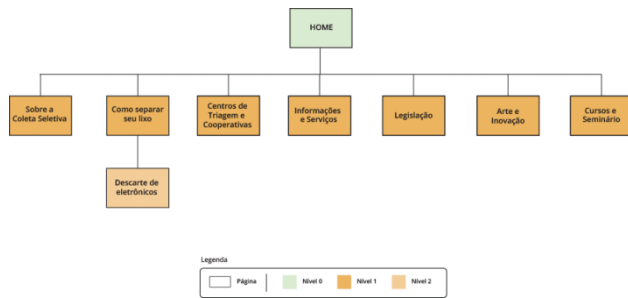 HOME
Sobre a
Coleta Seletiva
Como separar
seu lixo
Centros de
Triagem e
Cooperativas
Informações
e Serviços
Legislação
Arte e
Inovação
Cursos e
Seminário
Descarte de
eletrônicos
Legenda
Página
Nível 0
Nível 1
Nível 2